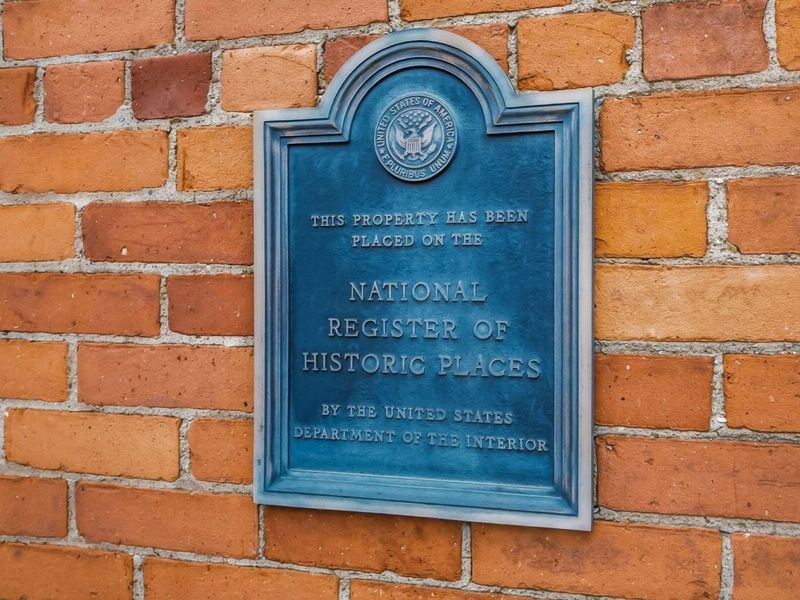 UNITED STATES OF AMERICA
E PLURIBUS UNUM
THIS PROPERTY HAS BEEN
PLACED ON THE
NATIONAL
REGISTER OF
HISTORIC PLACES
BY THE UNITED STATES
DEPARTMENT OF THE INTERIOR